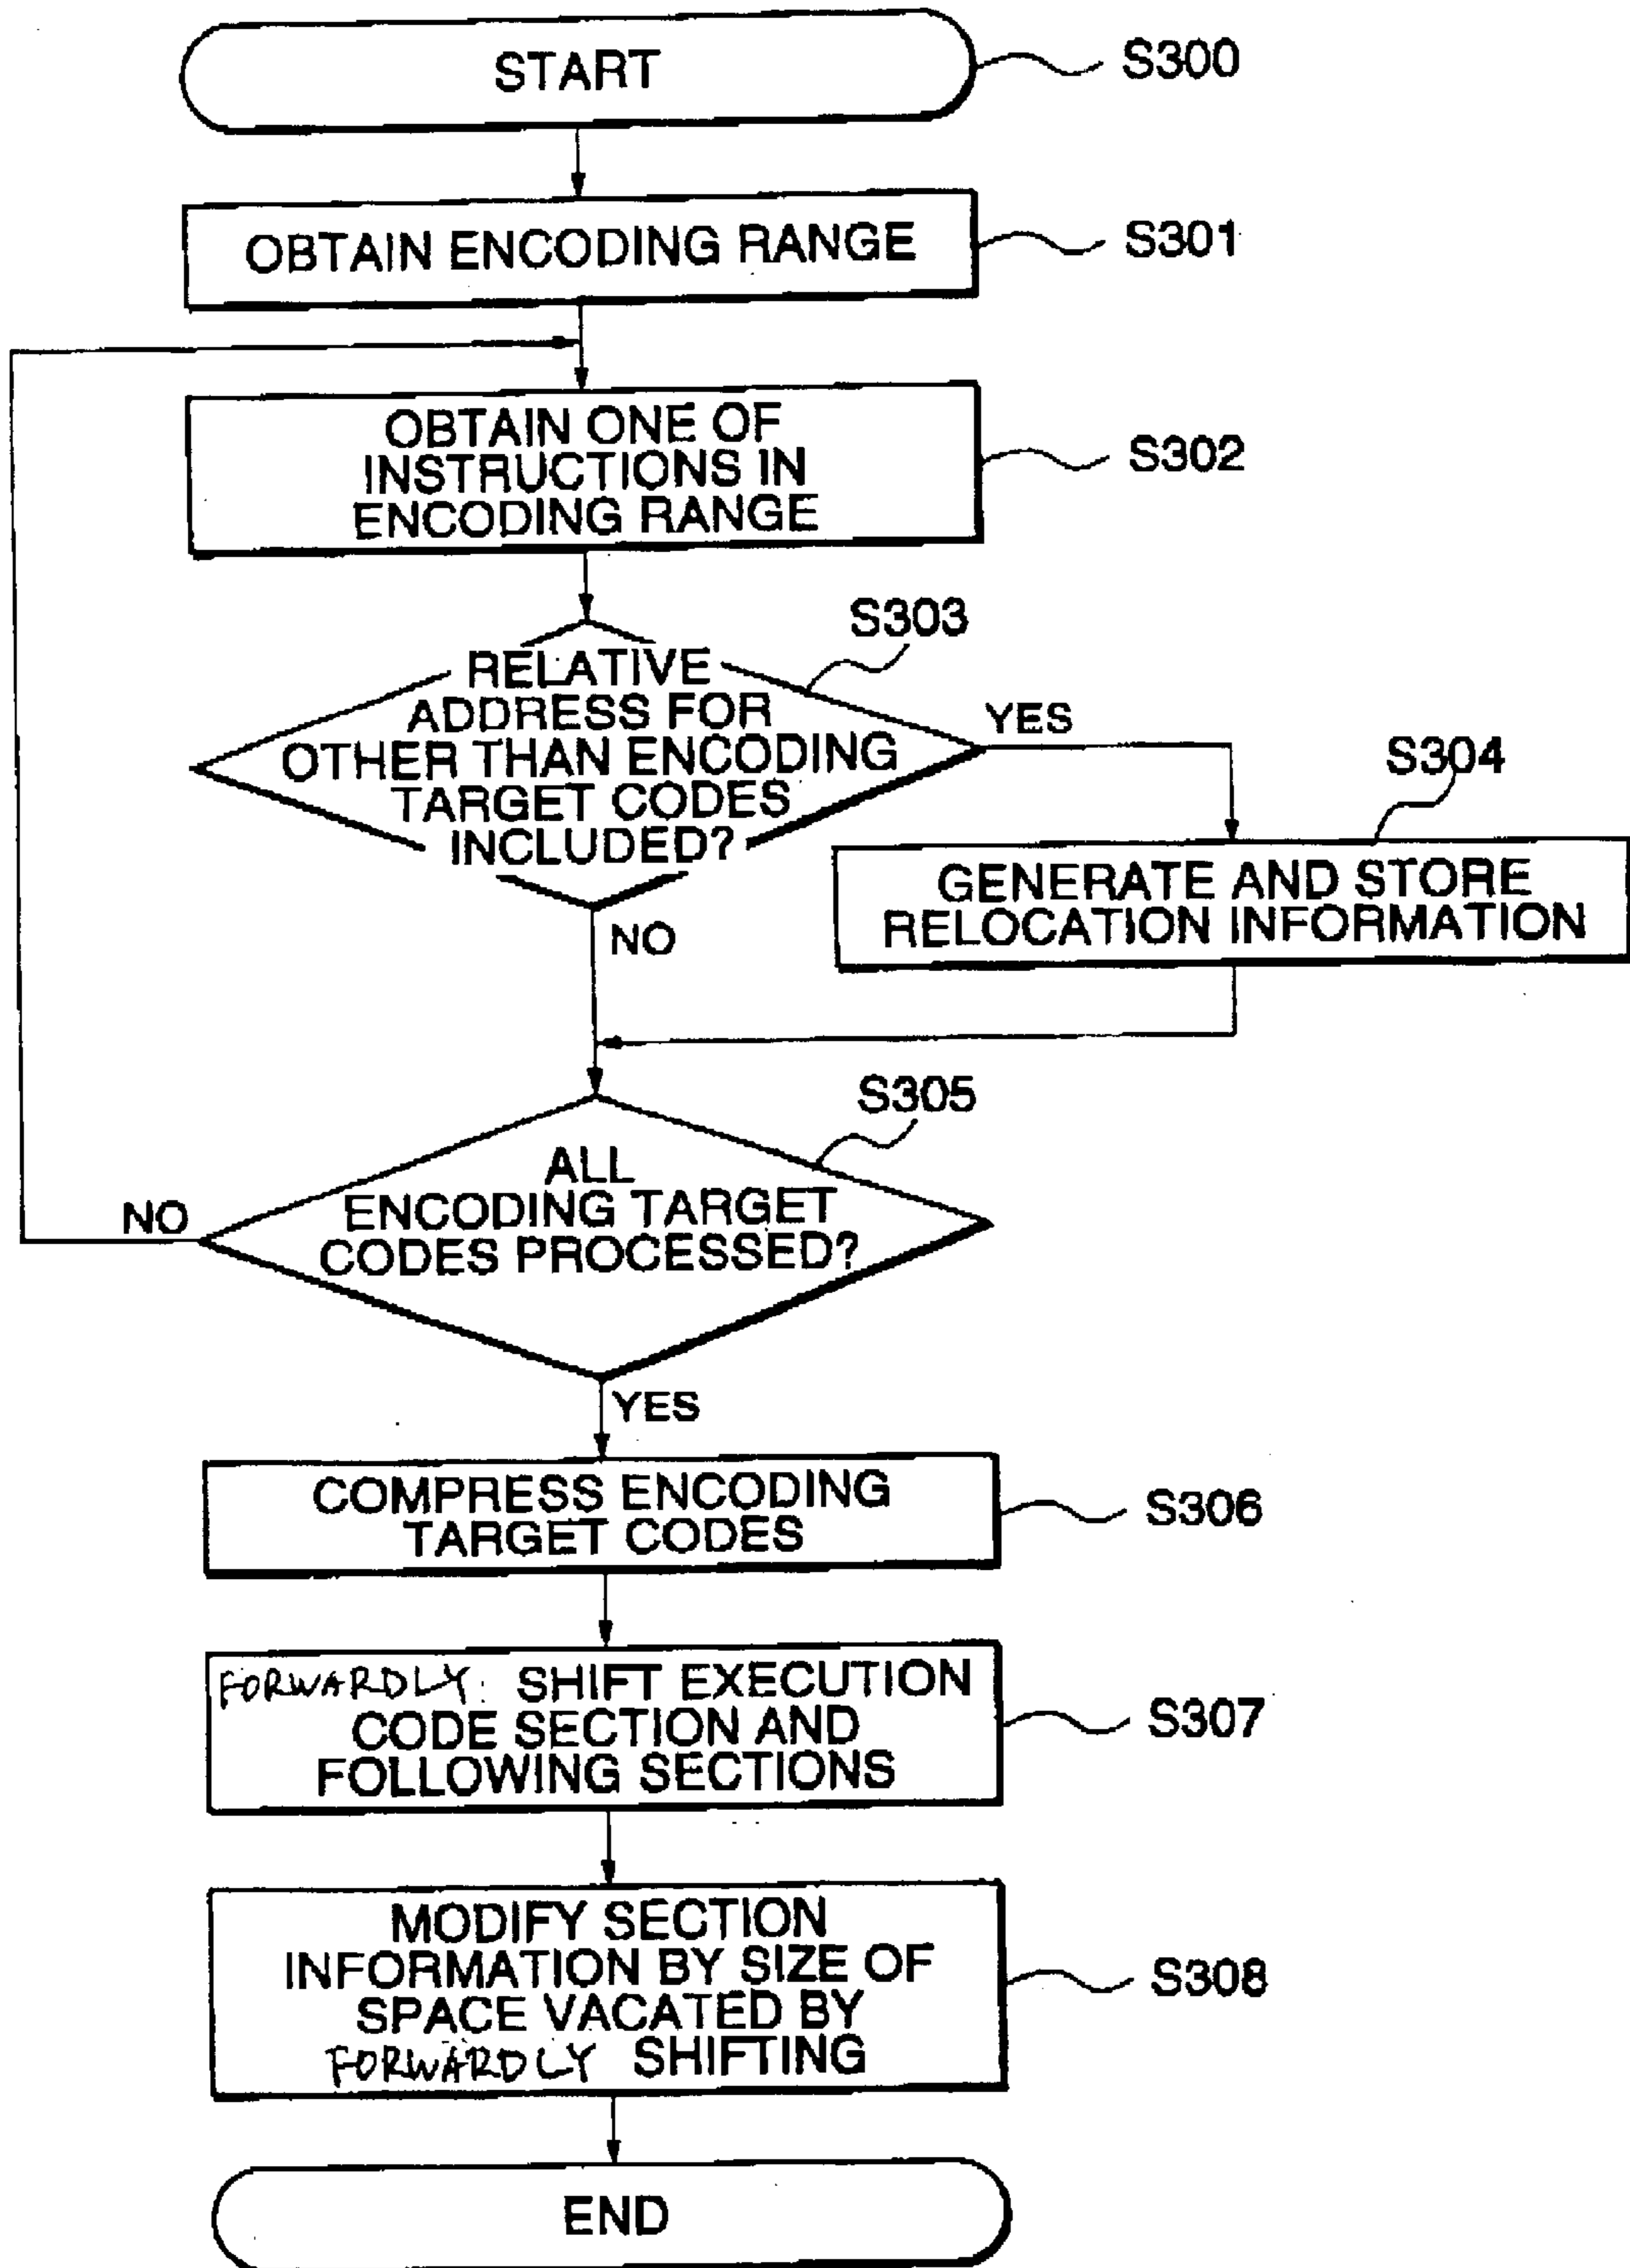 START
S300
OBTAIN ENCODING RANGE
S301
OBTAIN ONE OF
INSTRUCTIONS IN
ENCODING RANGE
S302
S303
RELATIVE
ADDRESS FOR
OTHER THAN ENCODING
TARGET CODES
INCLUDED?
YES
S304
GENERATE AND STORE
RELOCATION INFORMATION
NO
S305
ALL
ENCODING TARGET
CODES PROCESSED?
NO
YES
COMPRESS ENCODING
TARGET CODES
S306
FORWARDLY SHIFT EXECUTION
CODE SECTION AND
FOLLOWING SECTIONS
S307
MODIFY SECTION
INFORMATION BY SIZE OF
SPACE VACATED BY
FORWARDLY SHIFTING
S308
END